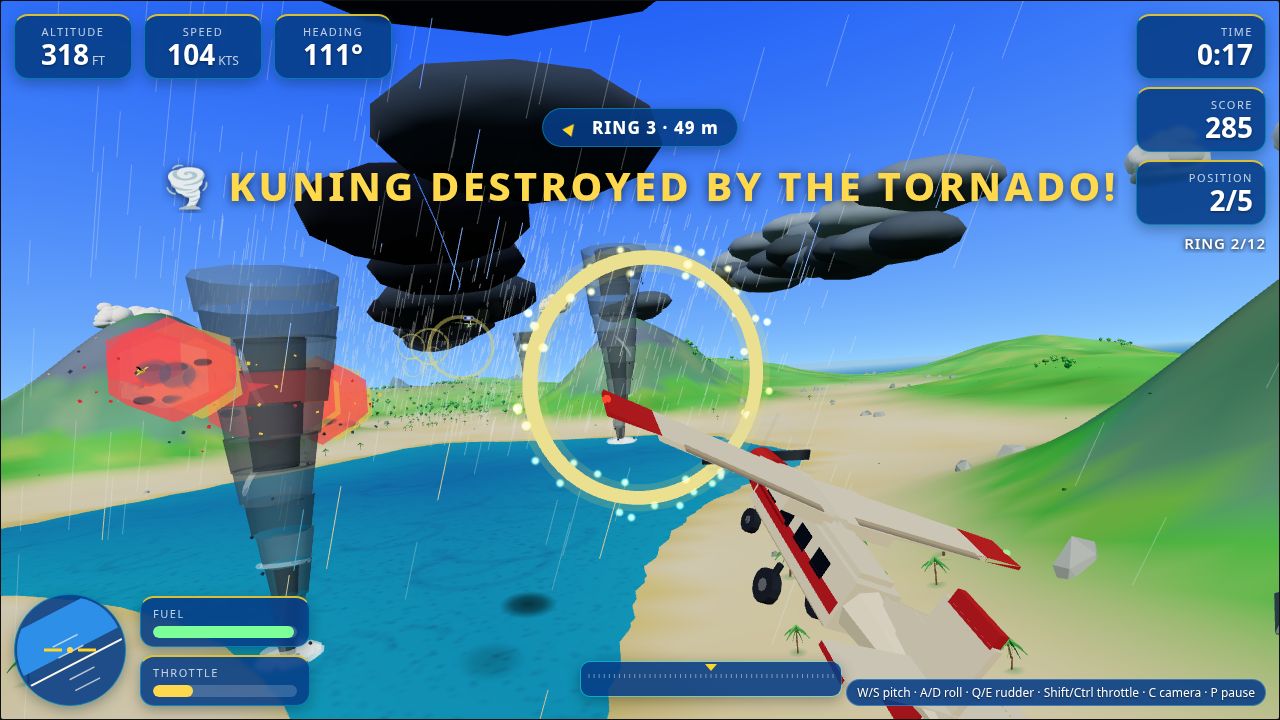 ALTITUDE
318 FT
SPEED
104 KTS
HEADING
111°
TIME
0:17
SCORE
285
POSITION
2/5
RING 2/12
RING 3 · 49 m
KUNING DESTROYED BY THE TORNADO!
FUEL
THROTTLE
W/S pitch · A/D roll · Q/E rudder · Shift/Ctrl throttle · C camera · P pause